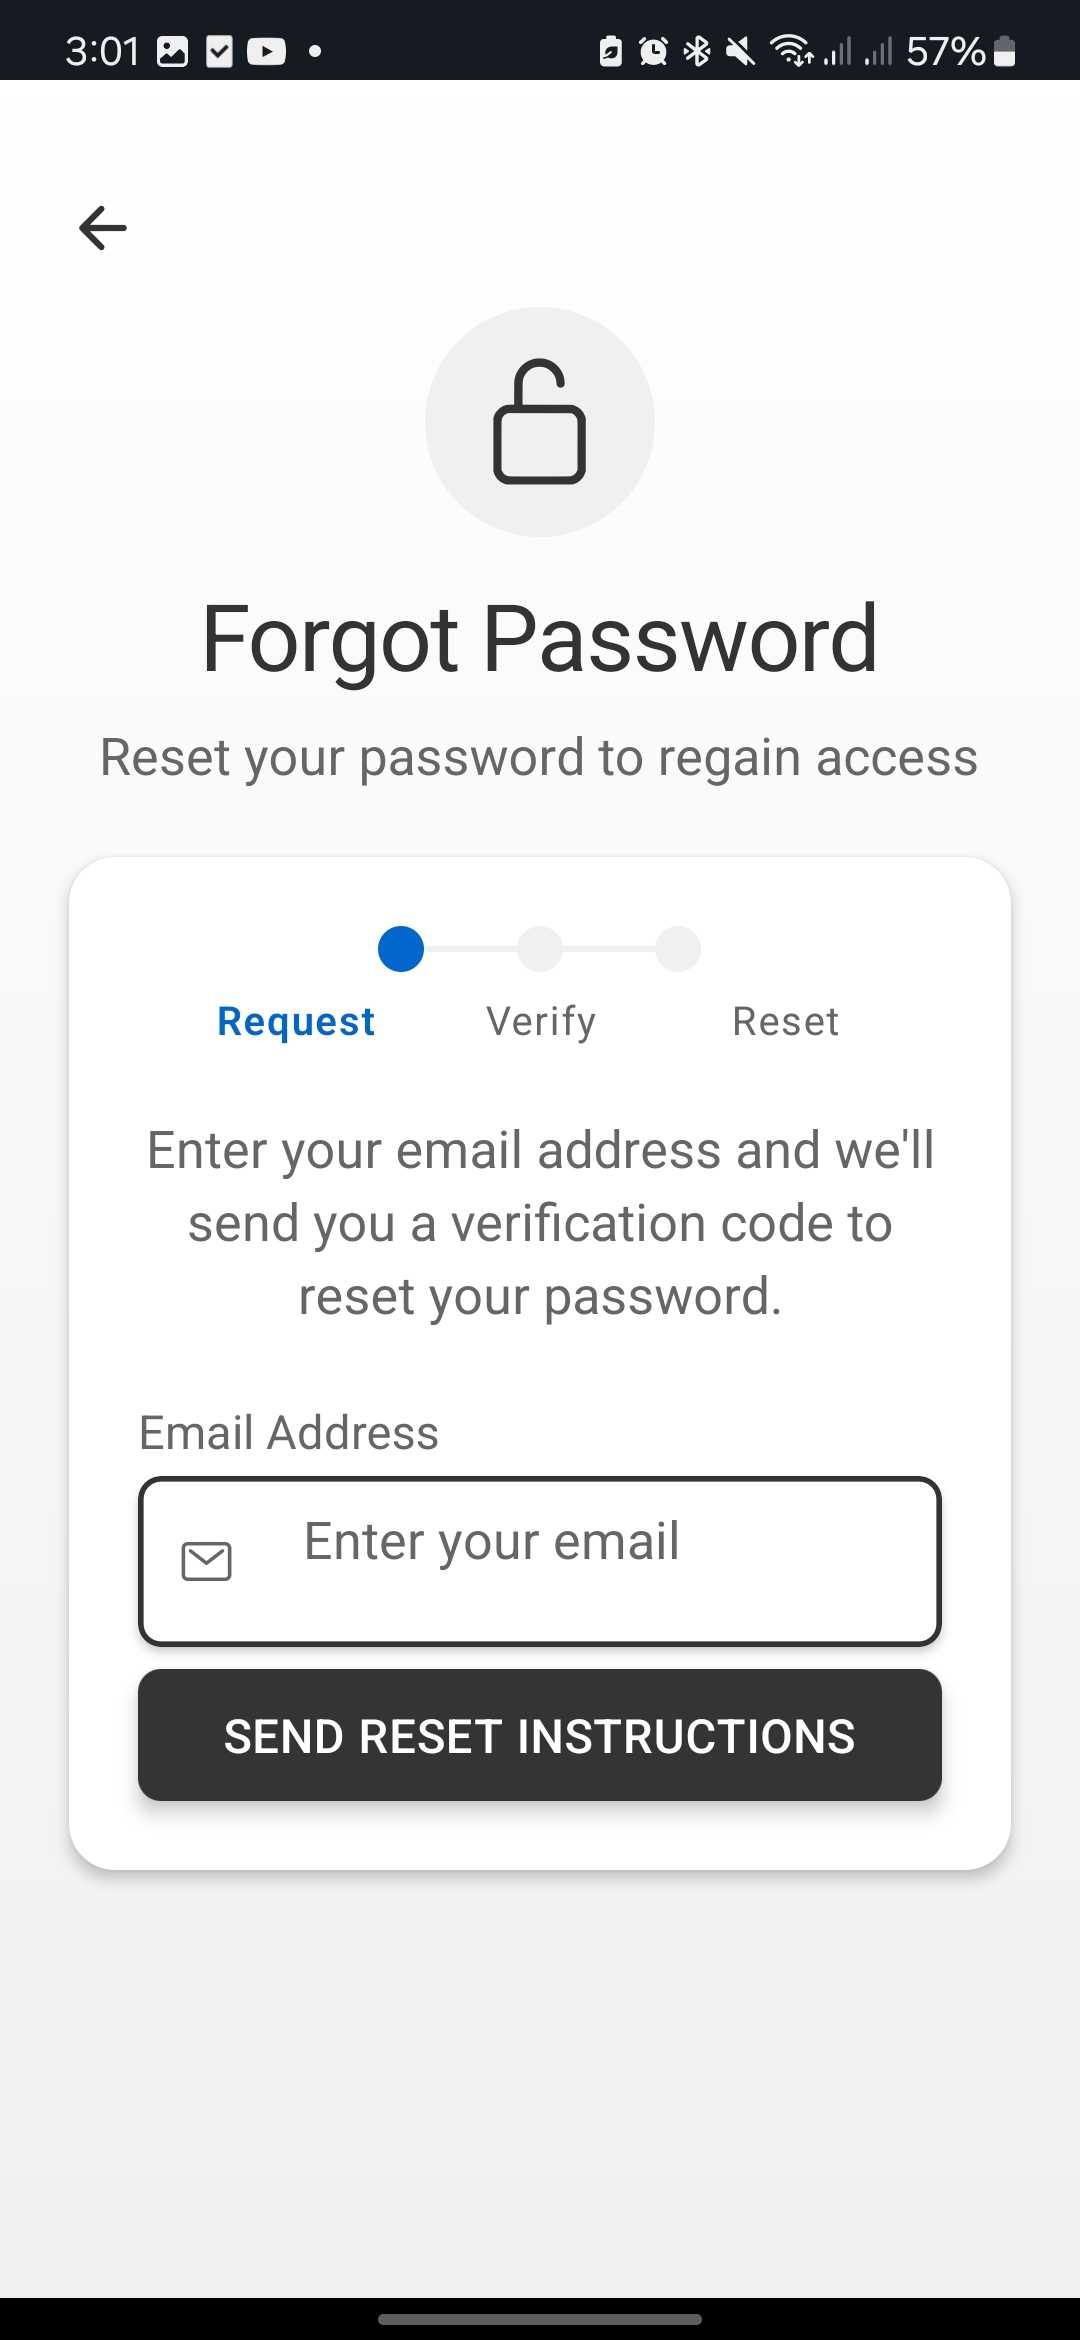 3:01
57%
Forgot Password
Reset your password to regain access
Request Verify Reset
Enter your email address and we'll
send you a verification code to
reset your password.
Email Address
Enter your email
SEND RESET INSTRUCTIONS